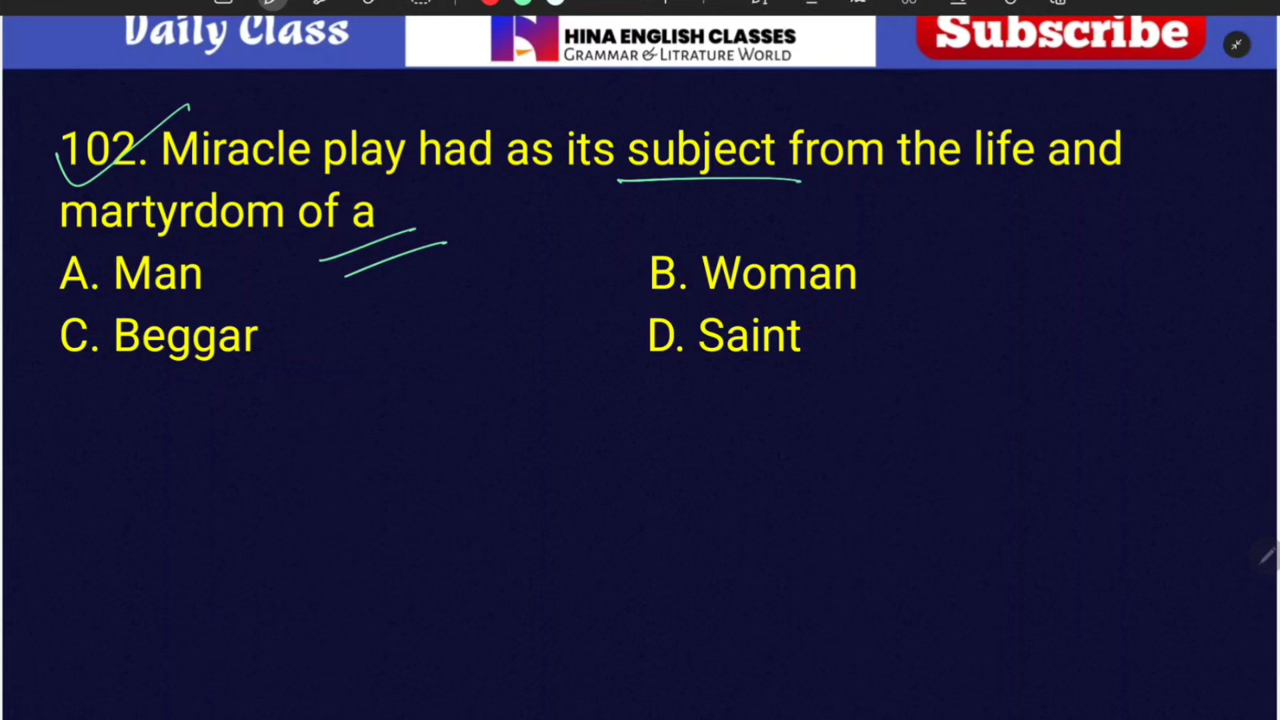 Daily Class
HINA ENGLISH CLASSES
GRAMMAR & LITRATURE WORLD
Subscribe
102. Miracle play had as its subject from the life and
martyrdom of a
A. Man B. Woman
C. Beggar D. Saint